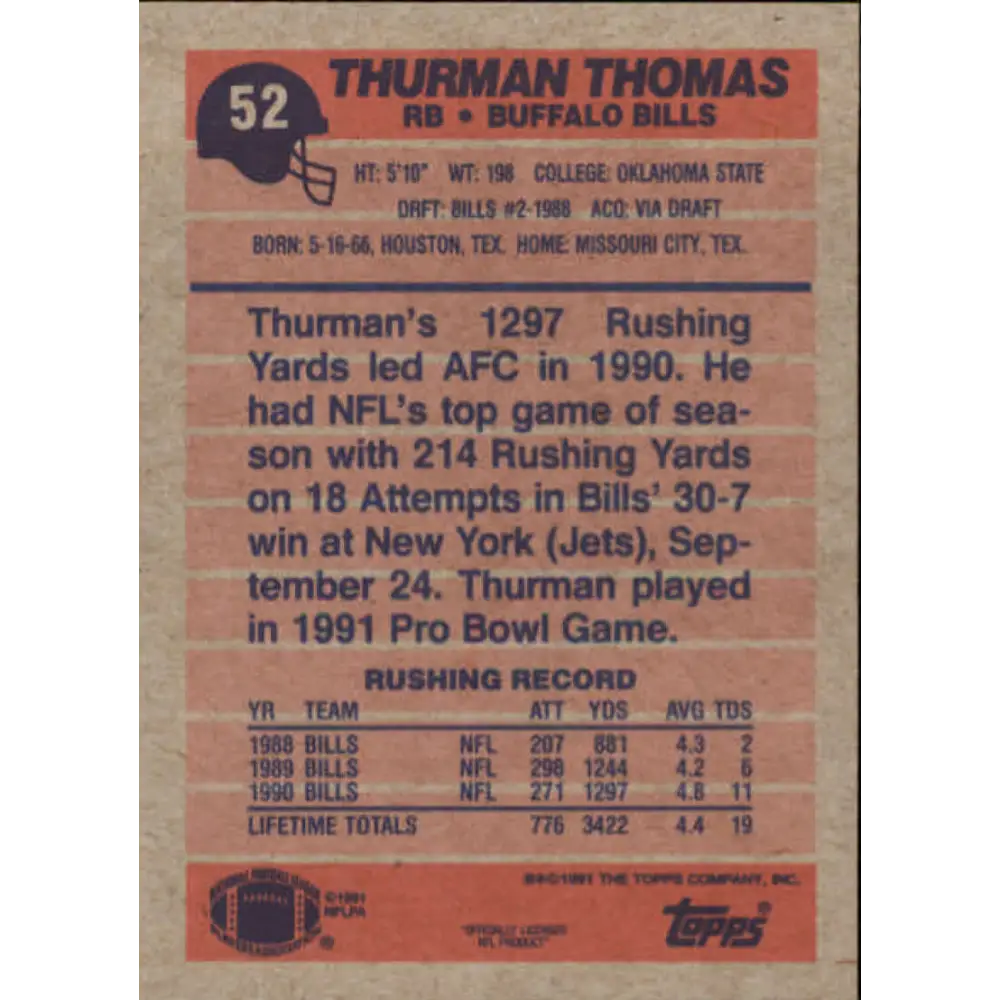 52
THURMAN THOMAS
RB • BUFFALO BILLS
HT: 5'10" WT: 198 COLLEGE: OKLAHOMA STATE
DRFT: BILLS #2-1988 ACQ: VIA DRAFT
BORN: 5-16-66, HOUSTON, TEX. HOME: MISSOURI CITY, TEX.
Thurman's 1297 Rushing
Yards led AFC in 1990. He
had NFL's top game of sea-
son with 214 Rushing Yards
on 18 Attempts in Bills' 30-7
win at New York (Jets), Sep-
tember 24. Thurman played
in 1991 Pro Bowl Game.
RUSHING RECORD
YR TEAM ATT YDS AVG TDS
1988 BILLS NFL 207 881 4.3 2
1989 BILLS NFL 298 1244 4.2 6
1990 BILLS NFL 271 1297 4.8 11
LIFETIME TOTALS 776 3422 4.4 19
©1991 THE TOPPS COMPANY, INC.
©1991
NFLPA
®
"OFFICIALLY LICENSED
NFL PRODUCT"
topps®